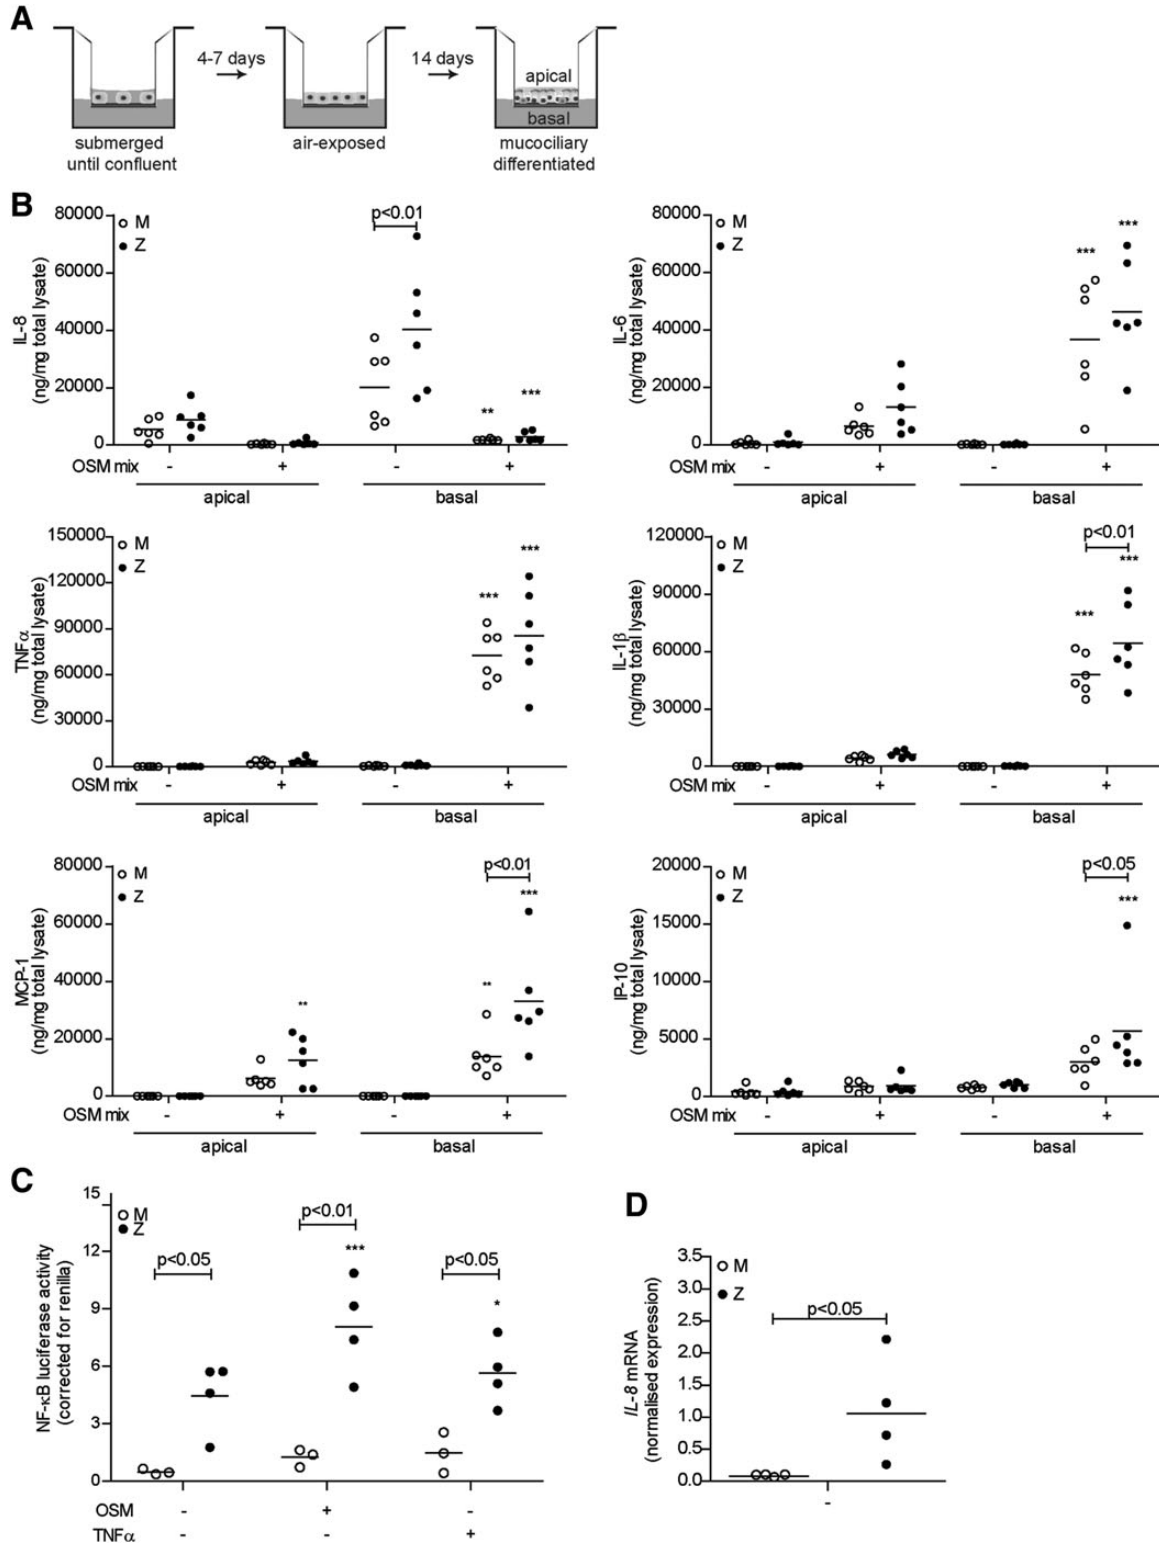 A
4-7 days
14 days
apical
basal
submerged
until confluent
air-exposed
mucociliary
differentiated
B
IL-8
(ng/mg total lysate)
80000
60000
40000
20000
0
M
Z
p<0.01
**
***
OSM mix
-
+
-
+
apical
basal
IL-6
(ng/mg total lysate)
80000
60000
40000
20000
0
M
Z
***
***
OSM mix
-
+
-
+
apical
basal
TNFα
(ng/mg total lysate)
150000
120000
90000
60000
30000
0
M
Z
***
***
OSM mix
-
+
-
+
apical
basal
IL-1β
(ng/mg total lysate)
120000
90000
60000
30000
0
M
Z
p<0.01
***
***
OSM mix
-
+
-
+
apical
basal
MCP-1
(ng/mg total lysate)
80000
60000
40000
20000
0
M
Z
**
**
p<0.01
***
OSM mix
-
+
-
+
apical
basal
IP-10
(ng/mg total lysate)
20000
15000
10000
5000
0
M
Z
p<0.05
***
OSM mix
-
+
-
+
apical
basal
C
NF-κB luciferase activity
(corrected for renilla)
15
12
9
6
3
0
M
Z
p<0.05
p<0.01
***
p<0.05
*
OSM
-
+
-
TNFα
-
-
+
D
IL-8 mRNA
(normalised expression)
3.5
3.0
2.5
2.0
1.5
1.0
0.5
0.0
M
Z
p<0.05
-